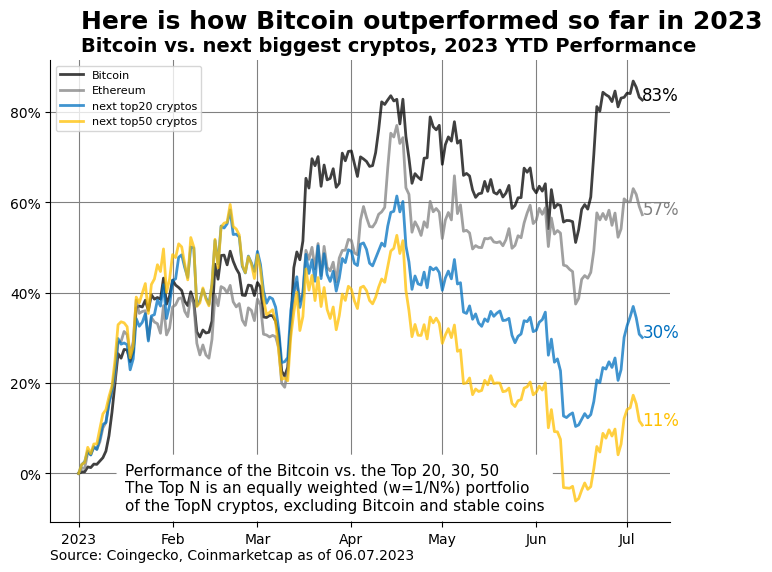 Here is how Bitcoin outperformed so far in 2023
Bitcoin vs. next biggest cryptos, 2023 YTD Performance
Bitcoin
Ethereum
next top20 cryptos
next top50 cryptos
80%
60%
40%
20%
0%
83%
57%
30%
11%
Performance of the Bitcoin vs. the Top 20, 30, 50
The Top N is an equally weighted (w=1/N%) portfolio
of the TopN cryptos, excluding Bitcoin and stable coins
2023 Feb Mar Apr May Jun Jul
Source: Coingecko, Coinmarketcap as of 06.07.2023